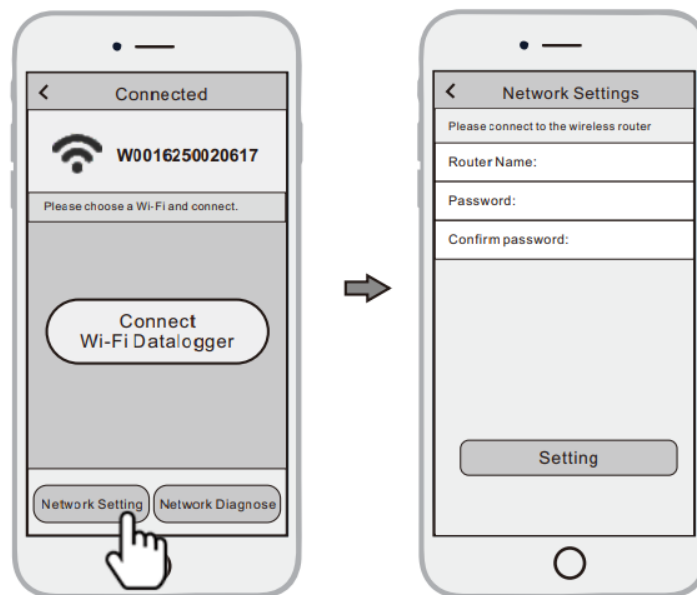 Connected
W0016250020617
Please choose a Wi-Fi and connect.
Connect
Wi-Fi Datalogger
Network Setting
Network Diagnose
Network Settings
Please connect to the wireless router
Router Name:
Password:
Confirm password:
Setting